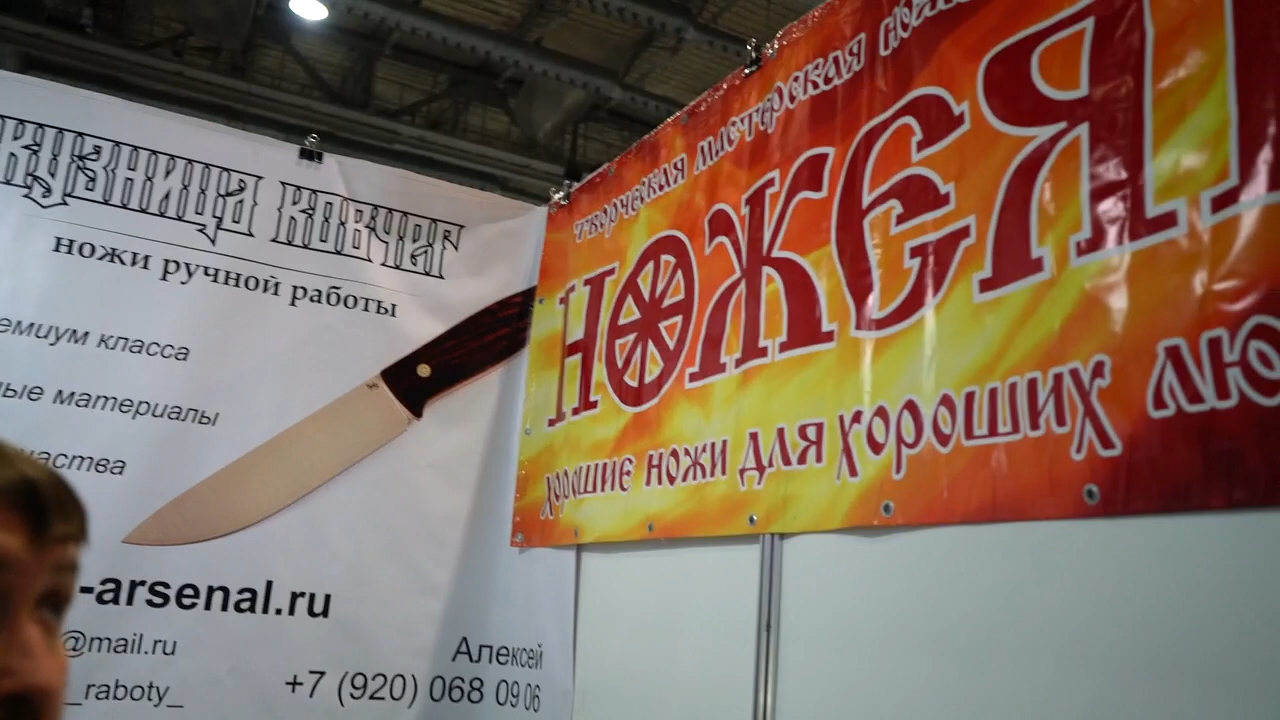 КУЗНИЦА КОВЧЕГ
ножи ручной работы
емиум класса
ые материалы
-arsenal.ru
@mail.ru
_raboty_
Алексей
+7 (920) 068 09 06
творческая мастерская
НОЖЕЯ
хорошие ножи для хороших лю